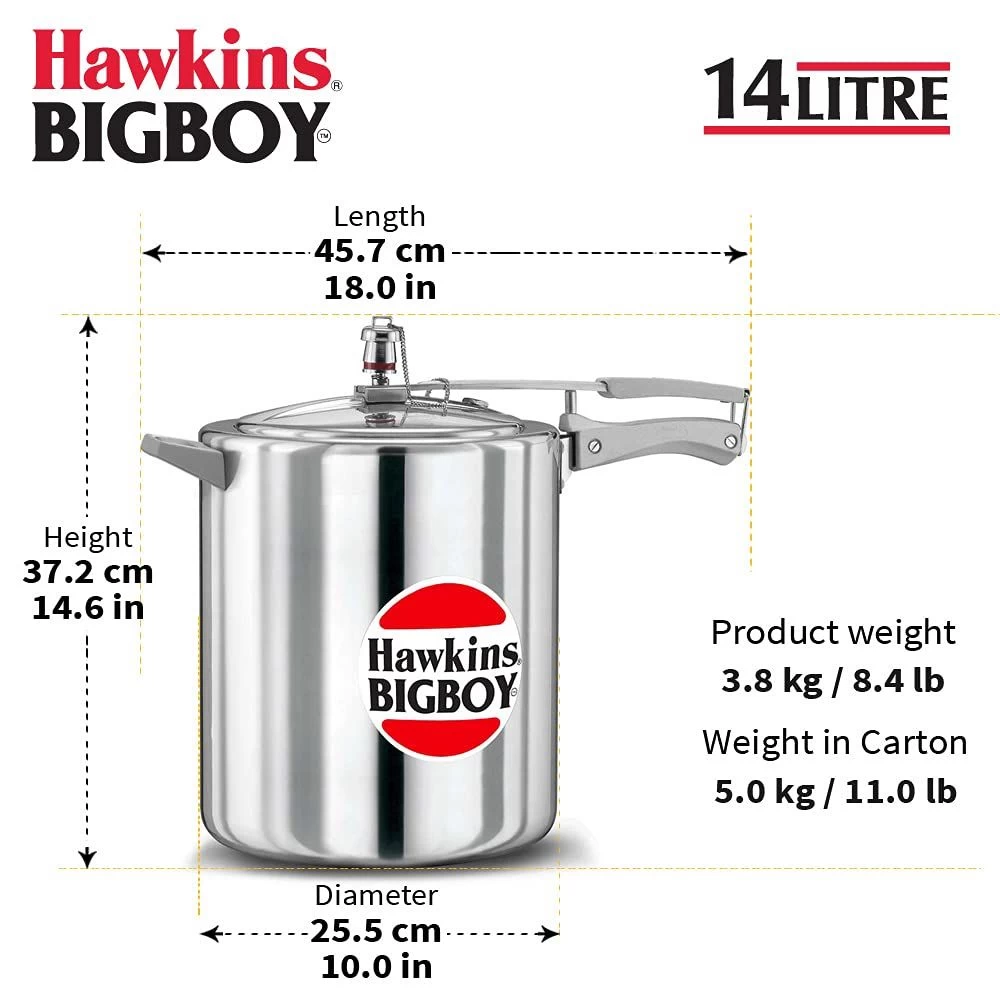 Hawkins®
BIGBOY™
14 LITRE
Length
45.7 cm
18.0 in
Height
37.2 cm
14.6 in
Hawkins®
BIGBOY
Product weight
3.8 kg / 8.4 lb
Weight in Carton
5.0 kg / 11.0 lb
Diameter
25.5 cm
10.0 in